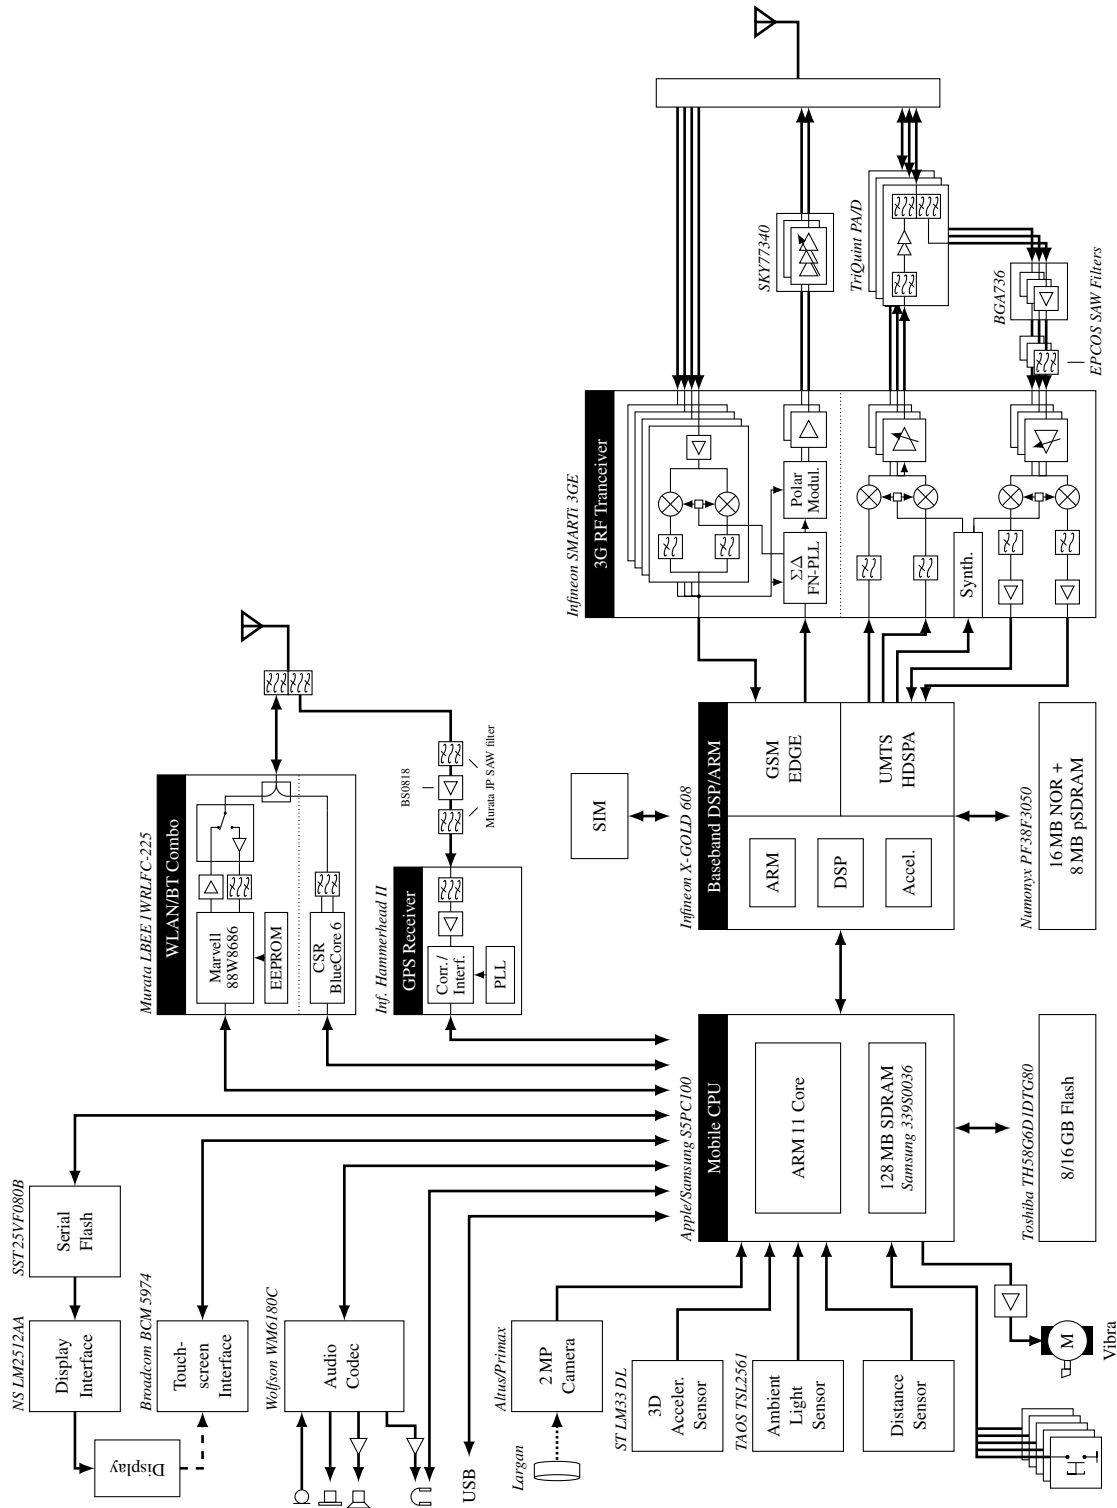 SST25VF080B
Serial
Flash
NS LM2512AA
Display
Interface
Display
Broadcom BCM 5974
Touch-
screen
Interface
Wolfson WM6180C
Audio
Codec
USB
Murata LBEE1WRLFC-225
WLAN/BT Combo
Marvell
88W8686
EEPROM
CSR
BlueCore 6
Inf. Hammerhead II
GPS Receiver
Corr./
Interf.
PLL
BS0818
Murata JP SAW filter
Altus/Primax
2 MP
Camera
Largan
ST LM33 DL
3D
Acceler.
Sensor
TAOS TSL2561
Ambient
Light
Sensor
Distance
Sensor
M
Vibra
Apple/Samsung S5PC100
Mobile CPU
ARM 11 Core
128 MB SDRAM
Samsung 339S0036
Toshiba TH58G6D1DTG80
8/16 GB Flash
SIM
Infineon X-GOLD 608
Baseband DSP/ARM
GSM
EDGE
UMTS
HDSPA
ARM
DSP
Accel.
Numonyx PF38F3050
16 MB NOR +
8 MB pSDRAM
Infineon SMARTi 3GE
3G RF Tranceiver
ΣΔ
FN-PLL
Polar
Modul.
Synth.
SKY77340
TriQuint PA/D
BGA736
EPCOS SAW Filters